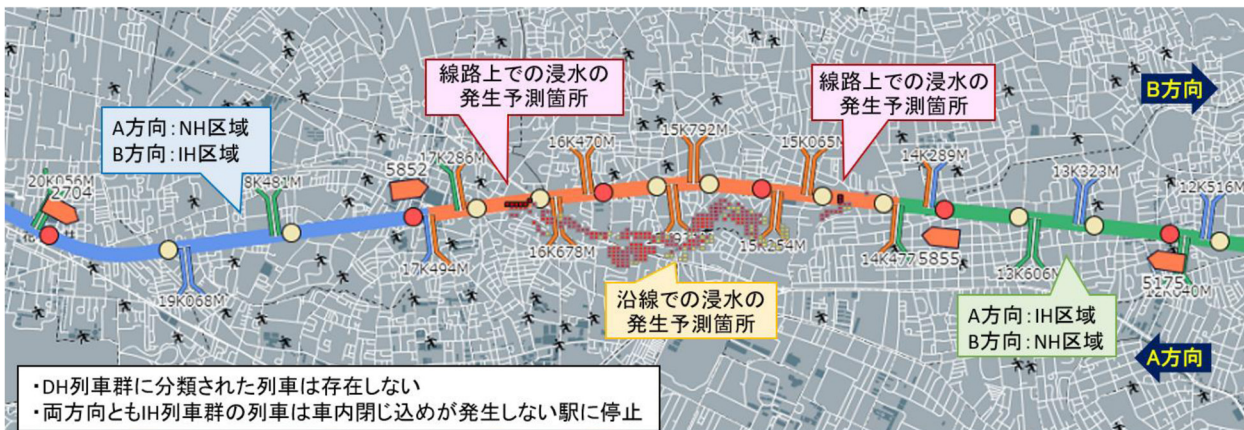 線路上での浸水の
発生予測箇所
線路上での浸水の
発生予測箇所
B方向
A方向:NH区域
B方向:IH区域
20K056M
2704
8K481M
5852
17K286M
16K470M
15K792M
15K065M
14K289M
13K323M
12K516M
19K068M
17K494M
16K678M
15K254M
14K477
5855
13K606M
5175
沿線での浸水の
発生予測箇所
A方向:IH区域
B方向:NH区域
A方向
・DH列車群に分類された列車は存在しない
・両方向ともIH列車群の列車は車内閉じ込めが発生しない駅に停止